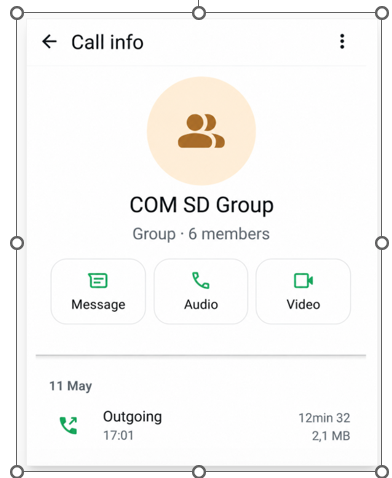 Call info
COM SD Group
Group · 6 members
Message
Audio
Video
11 May
Outgoing
12min 32
17:01
2,1 MB